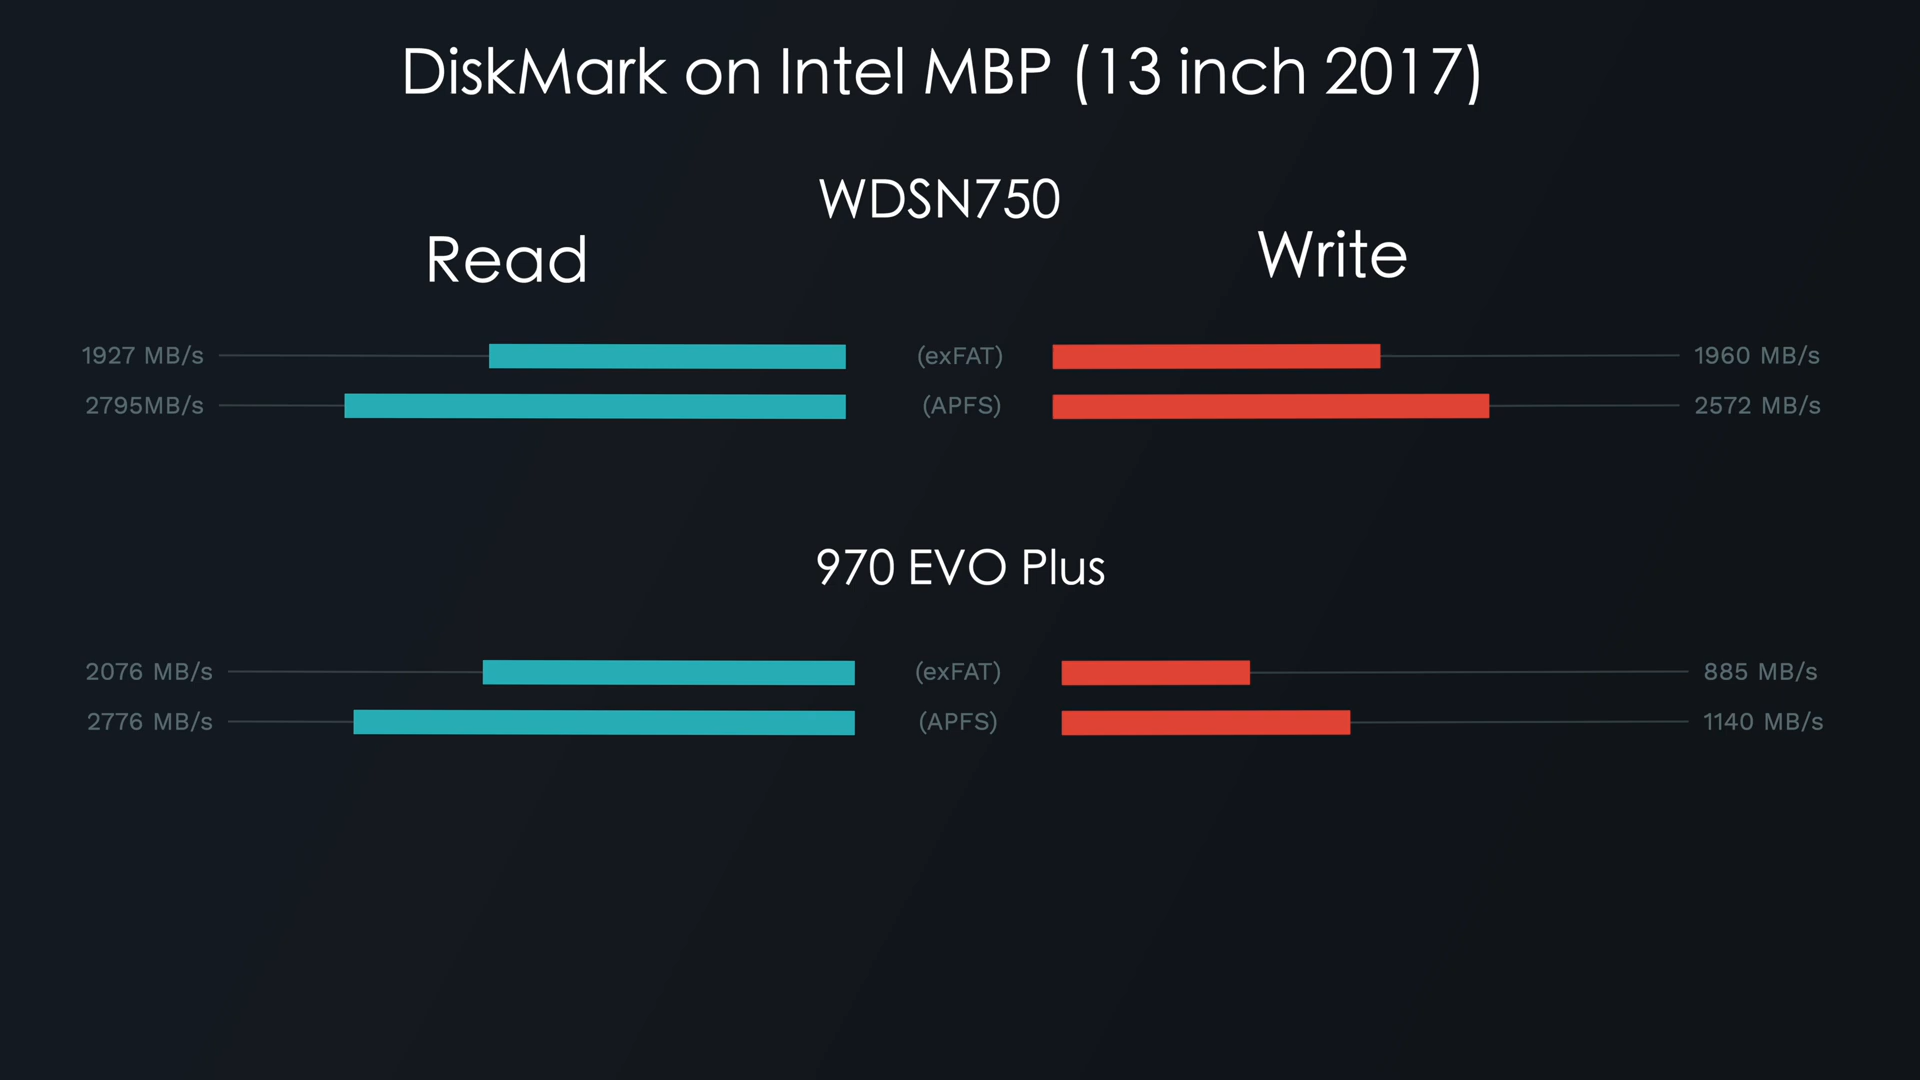 DiskMark on Intel MBP (13 inch 2017)
WDSN750
Read Write
1927 MB/s (exFAT) 1960 MB/s
2795MB/s (APFS) 2572 MB/s
970 EVO Plus
2076 MB/s (exFAT) 885 MB/s
2776 MB/s (APFS) 1140 MB/s